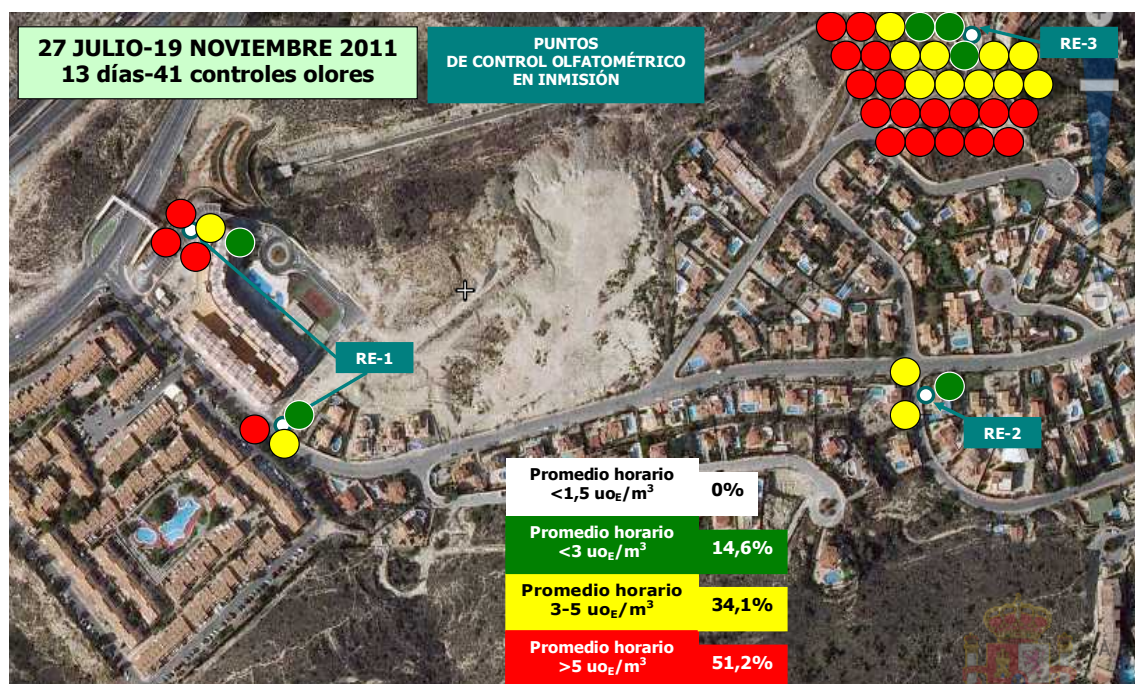 27 JULIO-19 NOVIEMBRE 2011
13 días-41 controles olores
PUNTOS
DE CONTROL OLFATOMÉTRICO
EN INMISIÓN
RE-3
RE-1
RE-2
Promedio horario
<1,5 uoE/m³ 0%
Promedio horario
<3 uoE/m³ 14,6%
Promedio horario
3-5 uoE/m³ 34,1%
Promedio horario
>5 uoE/m³ 51,2%